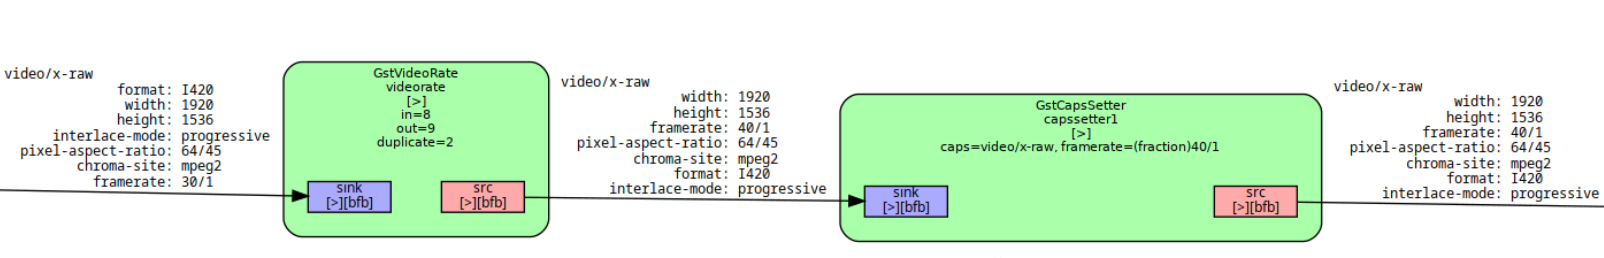 video/x-raw
format: I420
width: 1920
height: 1536
interlace-mode: progressive
pixel-aspect-ratio: 64/45
chroma-site: mpeg2
framerate: 30/1
GstVideoRate
videorate
[>]
in=8
out=9
duplicate=2
sink
[>][bfb]
src
[>][bfb]
video/x-raw
width: 1920
height: 1536
framerate: 40/1
pixel-aspect-ratio: 64/45
chroma-site: mpeg2
format: I420
interlace-mode: progressive
GstCapsSetter
capssetter1
[>]
caps=video/x-raw, framerate=(fraction)40/1
sink
[>][bfb]
src
[>][bfb]
video/x-raw
width: 1920
height: 1536
framerate: 40/1
pixel-aspect-ratio: 64/45
chroma-site: mpeg2
format: I420
interlace-mode: progressive